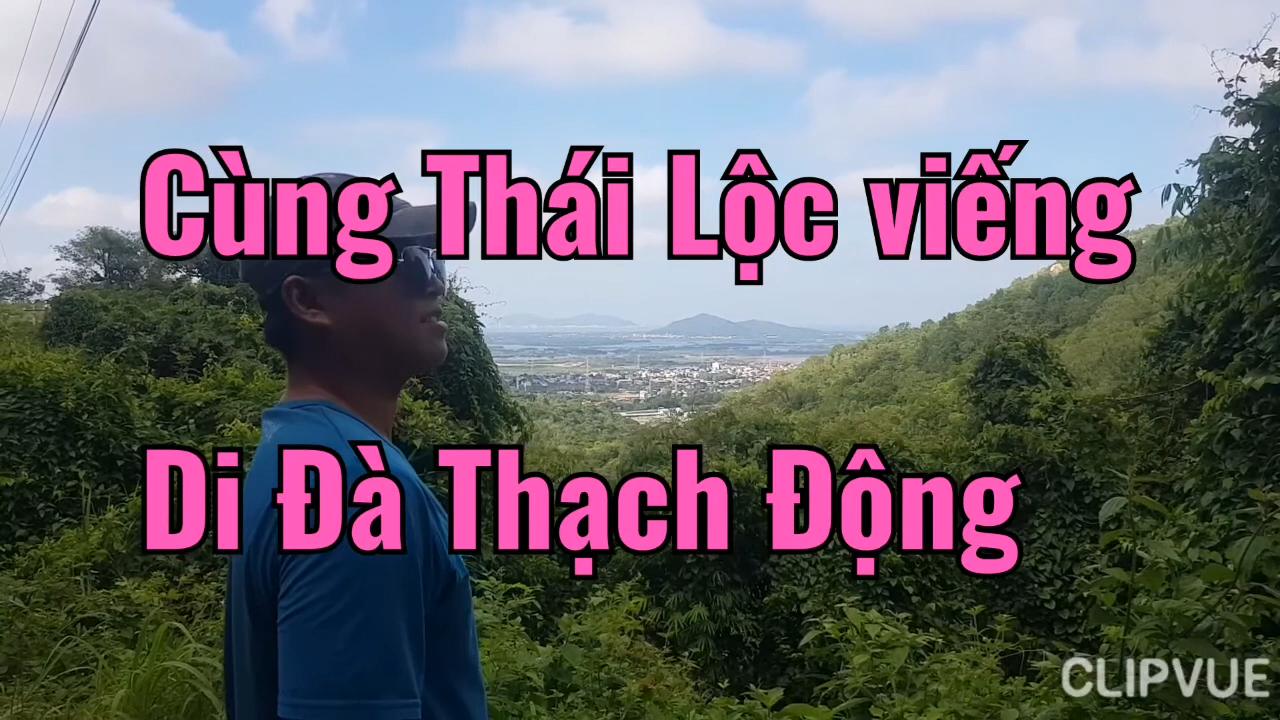 Cùng Thái Lộc viếng
Di Đà Thạch Động
CLIPVUE